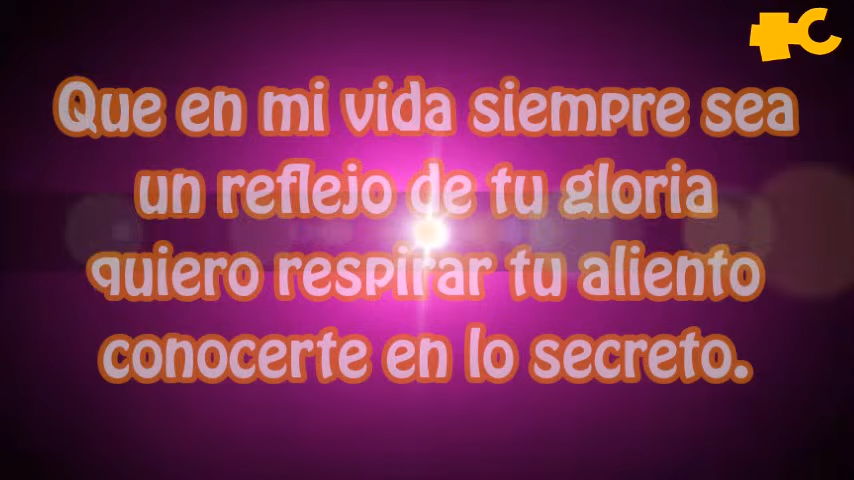 Que en mi vida siempre sea
un reflejo de tu gloria
quiero respirar tu aliento
conocerte en lo secreto.